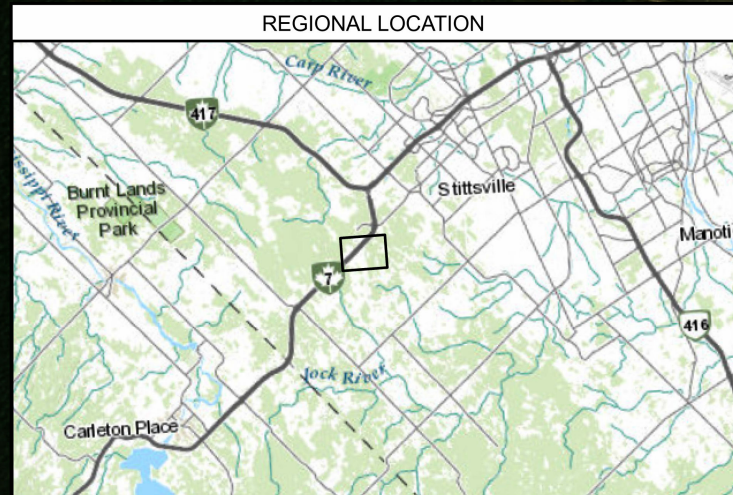 REGIONAL LOCATION
Carp River
417
Stittsville
Burnt Lands
Provincial
Park
issippi River
Manoti
7
416
Jock River
Carleton Place